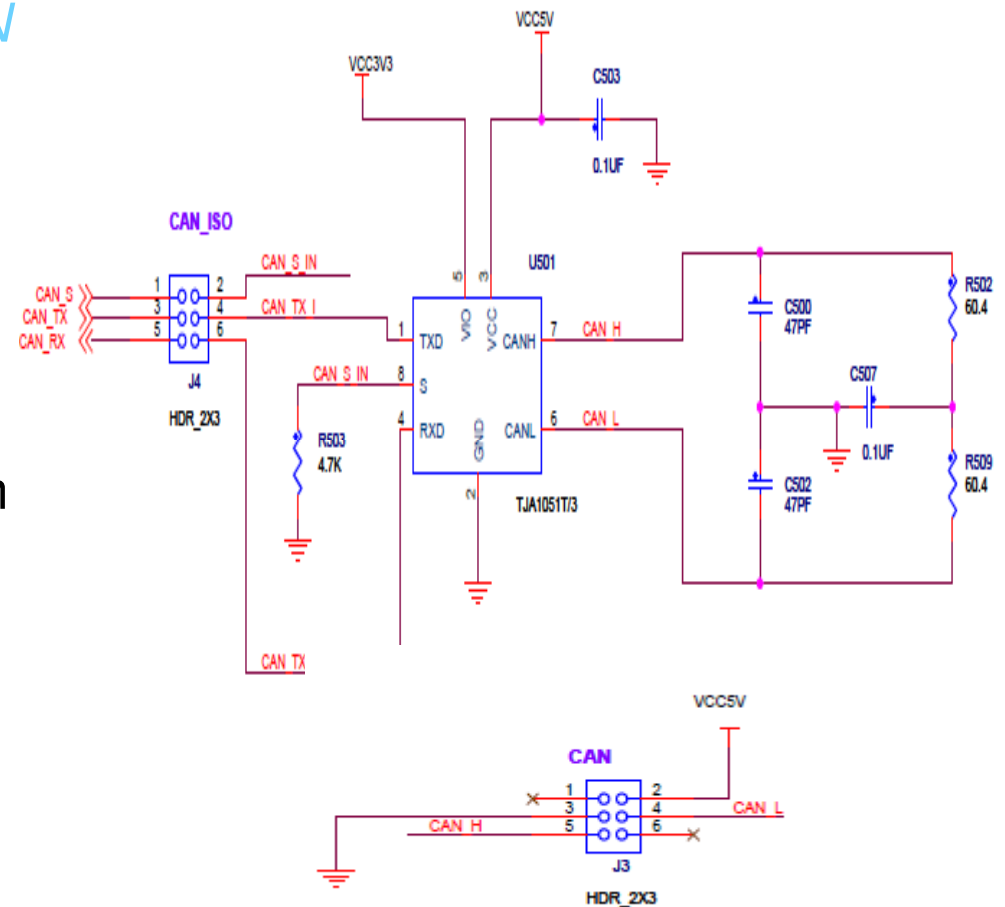 VCC5V
VCC3V3
C503
0.1UF
CAN_ISO
U501
CAN_S_IN
CAN_S
CAN_TX
CAN_RX
1
2
3
4
5
6
CAN_TX_I
J4
HDR_2X3
5
3
VIO
VCC
1
TXD
CANH
7
CAN_H
CAN_S_IN
8
S
4
RXD
GND
CANL
6
CAN_L
2
TJA1051T/3
R503
4.7K
C500
47PF
R502
60.4
C507
0.1UF
C502
47PF
R509
60.4
CAN_TX
VCC5V
CAN
1
2
3
4
CAN_L
CAN_H
5
6
J3
HDR_2X3